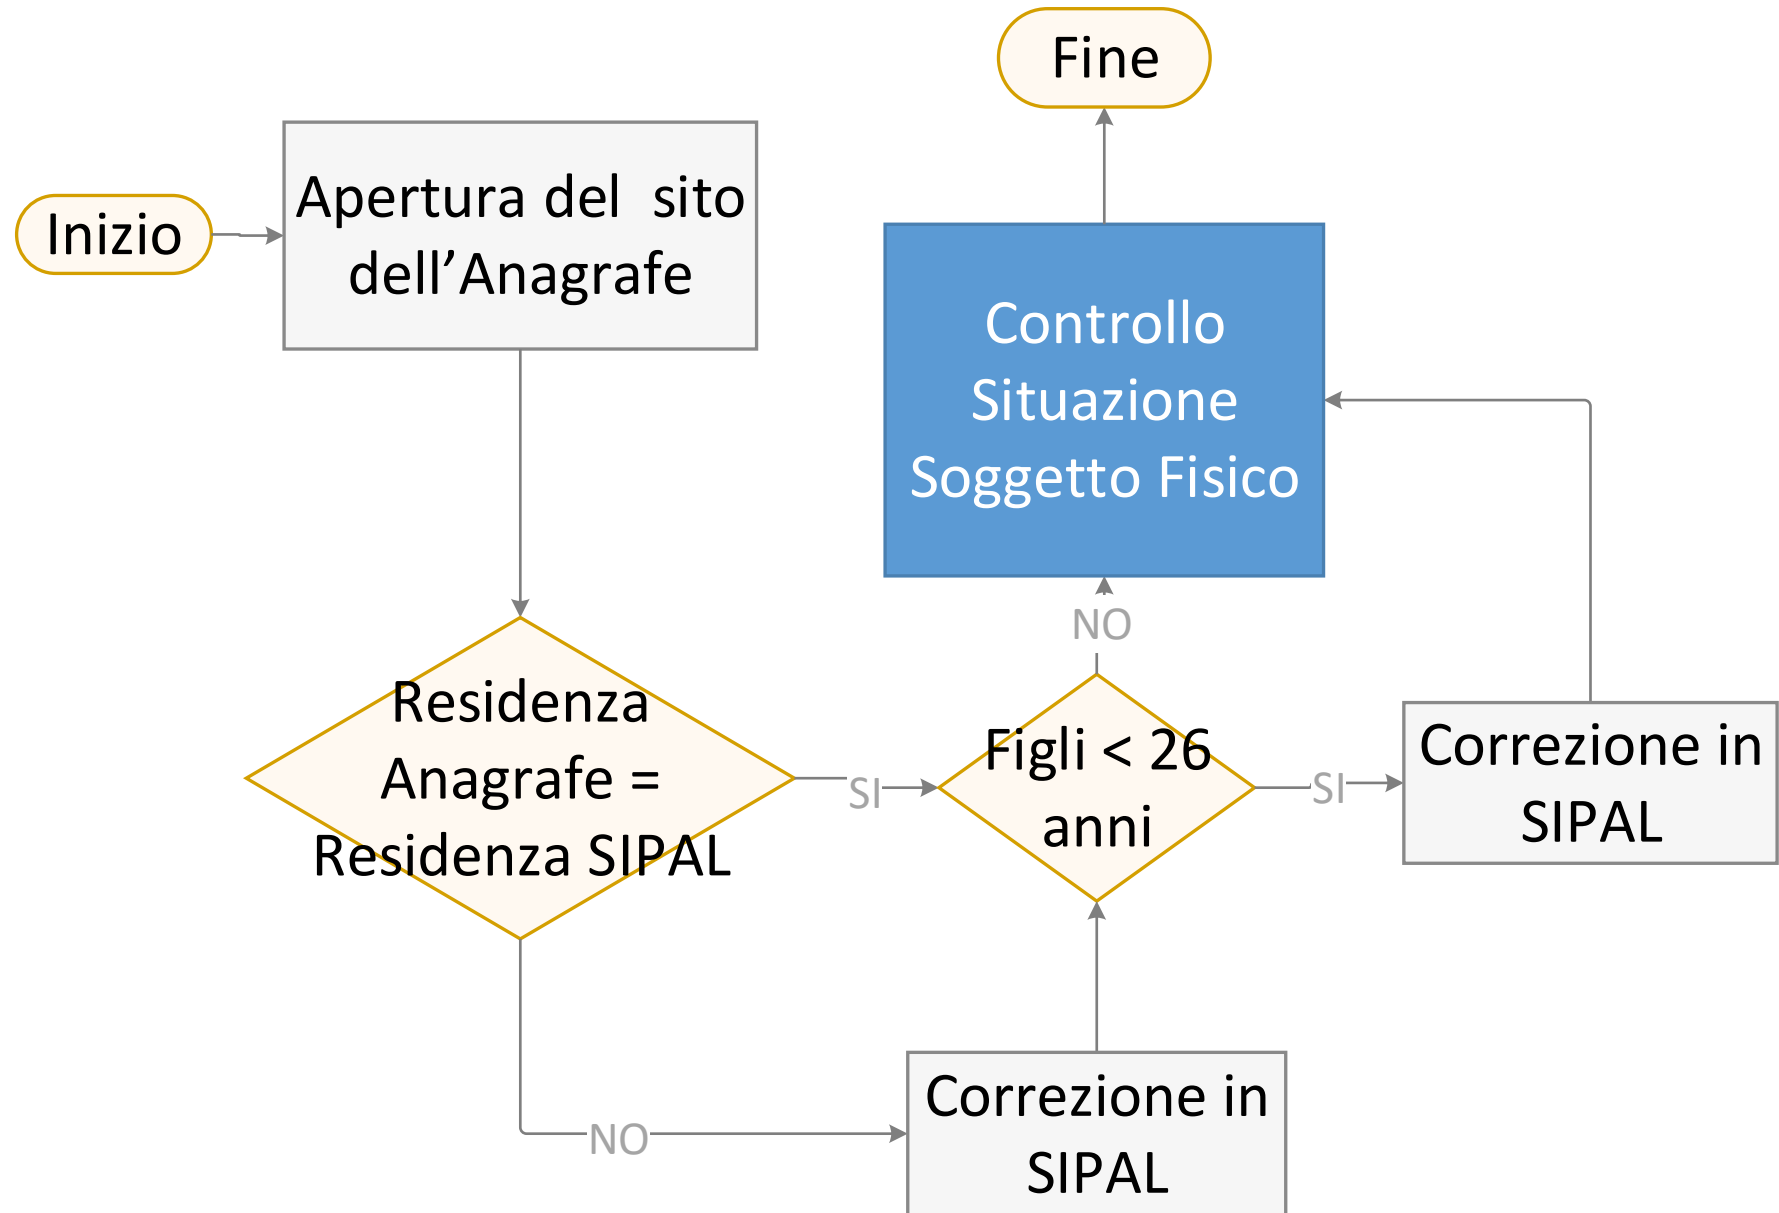 Inizio
Apertura del  sito
dell’Anagrafe
Residenza
Anagrafe =
Residenza SIPAL
SI
NO
Correzione in
SIPAL
Figli < 26
anni
SI
Correzione in
SIPAL
NO
Controllo
Situazione
Soggetto Fisico
Fine